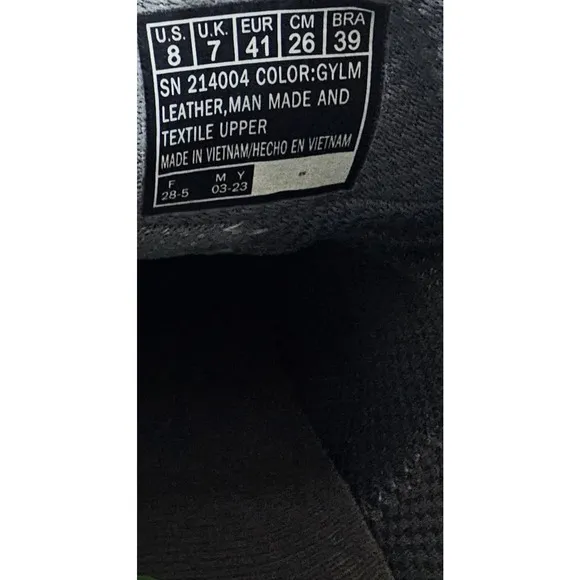 U.S. U.K. EUR CM BRA
8 7 41 26 39
SN 214004 COLOR:GYLM
LEATHER,MAN MADE AND
TEXTILE UPPER
MADE IN VIETNAM/HECHO EN VIETNAM
F M Y
28-5 03-23